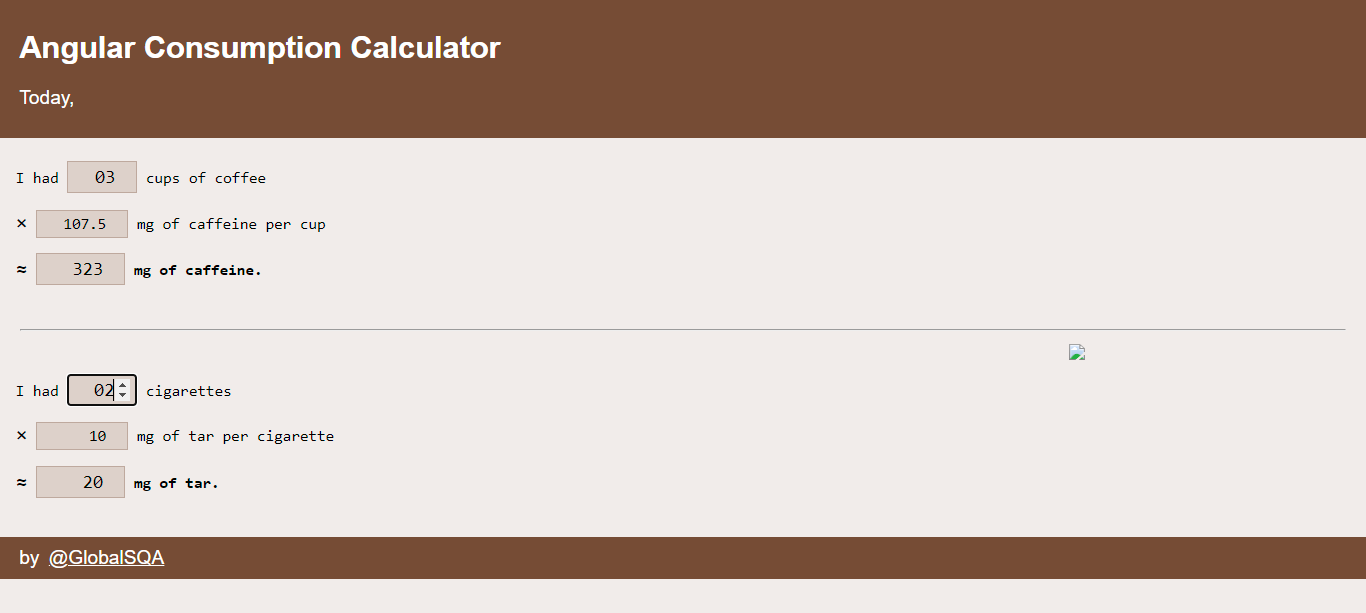 Angular Consumption Calculator
Today,
I had 03 cups of coffee
× 107.5 mg of caffeine per cup
≈ 323 mg of caffeine.
I had 02 cigarettes
× 10 mg of tar per cigarette
≈ 20 mg of tar.
by @GlobalSQA